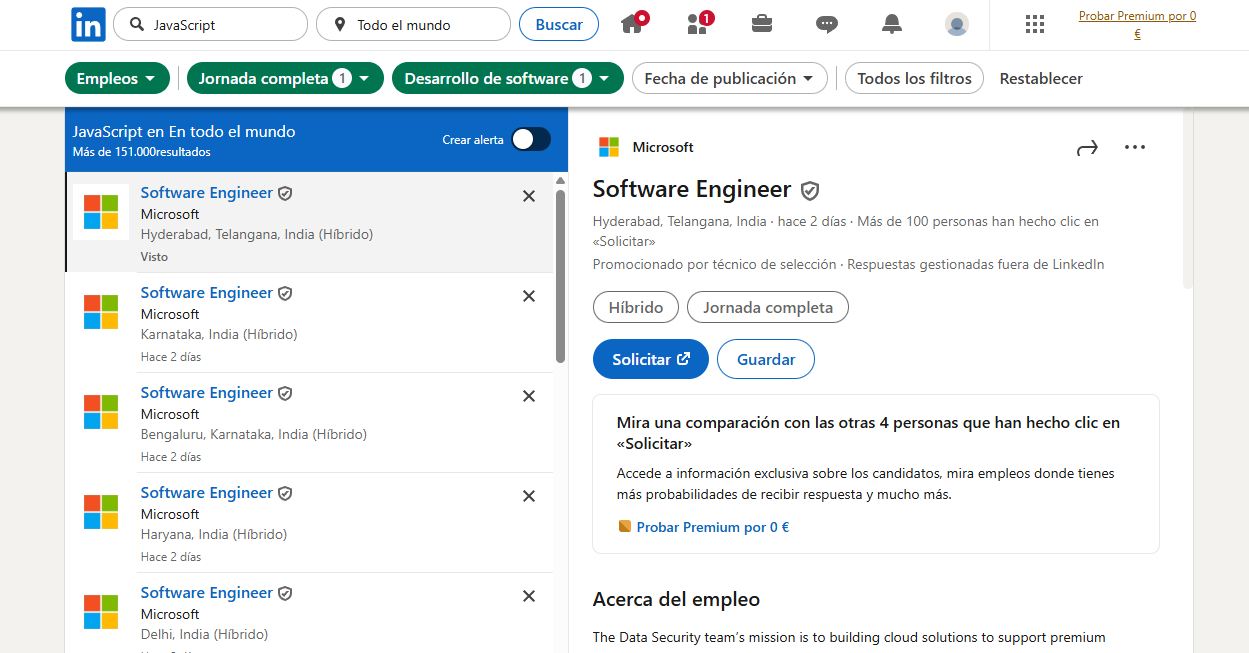 in
JavaScript
Todo el mundo
Buscar
1
Probar Premium por 0
€
Empleos
Jornada completa 1
Desarrollo de software 1
Fecha de publicación
Todos los filtros
Restablecer
JavaScript en En todo el mundo
Más de 151.000resultados
Crear alerta
Software Engineer
Microsoft
Hyderabad, Telangana, India (Híbrido)
Visto
Software Engineer
Microsoft
Karnataka, India (Híbrido)
Hace 2 días
Software Engineer
Microsoft
Bengaluru, Karnataka, India (Híbrido)
Hace 2 días
Software Engineer
Microsoft
Haryana, India (Híbrido)
Hace 2 días
Software Engineer
Microsoft
Delhi, India (Híbrido)
Microsoft
Software Engineer
Hyderabad, Telangana, India · hace 2 días · Más de 100 personas han hecho clic en
«Solicitar»
Promocionado por técnico de selección · Respuestas gestionadas fuera de LinkedIn
Híbrido
Jornada completa
Solicitar
Guardar
Mira una comparación con las otras 4 personas que han hecho clic en
«Solicitar»
Accede a información exclusiva sobre los candidatos, mira empleos donde tienes
más probabilidades de recibir respuesta y mucho más.
Probar Premium por 0 €
Acerca del empleo
The Data Security team’s mission is to building cloud solutions to support premium